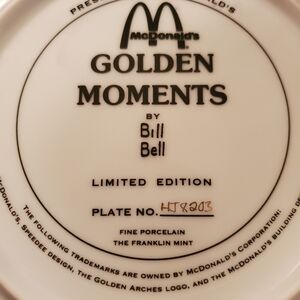 McDonald's
GOLDEN
MOMENTS
BY
Bill
Bell
LIMITED EDITION
PLATE NO. HJ8203
FINE PORCELAIN
THE FRANKLIN MINT
THE FOLLOWING TRADEMARKS ARE OWNED BY McDONALD'S CORPORATION:
McDONALD'S, SPEEDEE DESIGN, THE GOLDEN ARCHES LOGO, AND THE McDONALD'S BUILDING